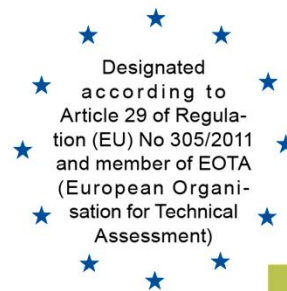 Designated
according to
Article 29 of Regula-
tion (EU) No 305/2011
and member of EOTA
(European Organi-
sation for Technical
Assessment)